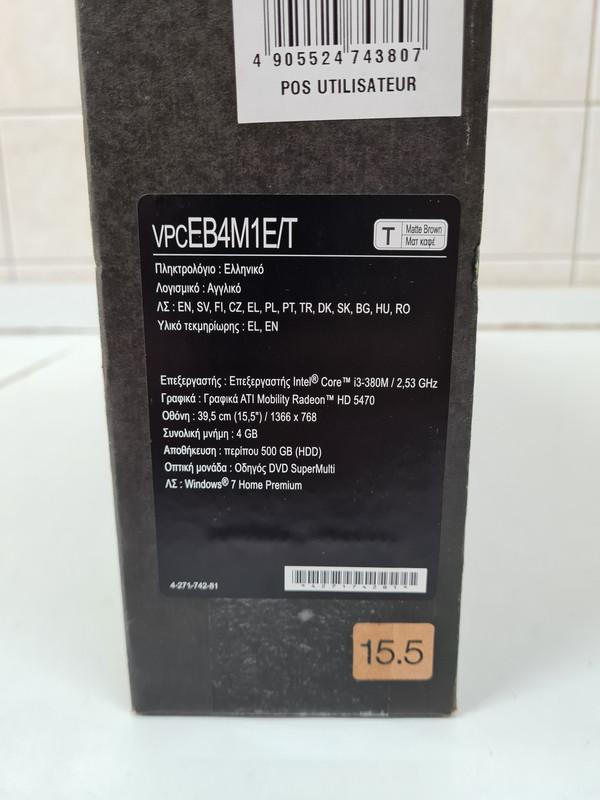 4 905524 743807
POS UTILISATEUR
VPCEB4M1E/T
T Matte Brown
Ματ καφέ
Πληκτρολόγιο : Ελληνικό
Λογισμικό : Αγγλικό
ΛΣ : EN, SV, FI, CZ, EL, PL, PT, TR, DK, SK, BG, HU, RO
Υλικό τεκμηρίωρης : EL, EN
Επεξεργαστής : Επεξεργαστής Intel® Core™ i3-380M / 2,53 GHz
Γραφικά : Γραφικά ATI Mobility Radeon™ HD 5470
Οθόνη : 39,5 cm (15,5") / 1366 x 768
Συνολική μνήμη : 4 GB
Αποθήκευση : περίπου 500 GB (HDD)
Οπτική μονάδα : Οδηγός DVD SuperMulti
ΛΣ : Windows® 7 Home Premium
4-271-742-81
*427174281*
15.5